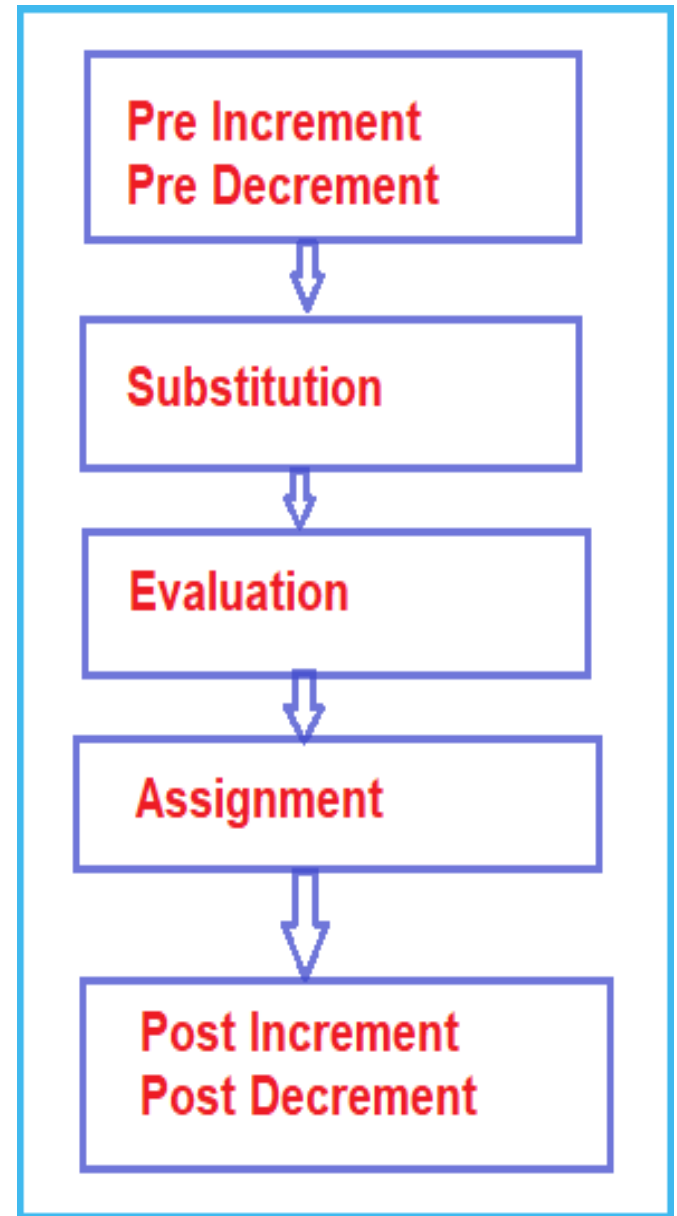 Pre Increment
Pre Decrement
Substitution
Evaluation
Assignment
Post Increment
Post Decrement